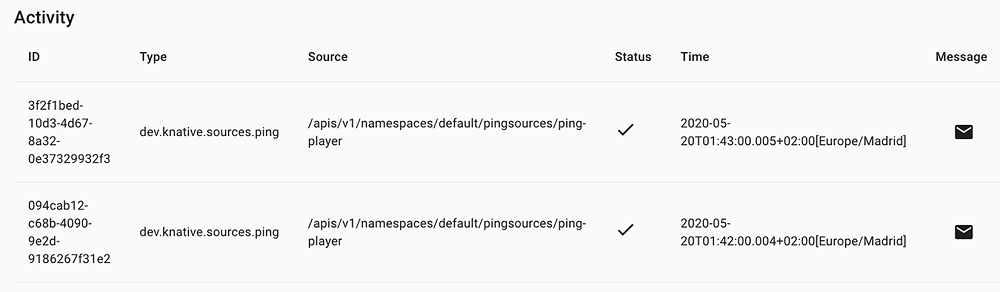 Activity
ID Type Source Status Time Message
3f2f1bed-
10d3-4d67-
8a32-
0e37329932f3
dev.knative.sources.ping
/apis/v1/namespaces/default/pingsources/ping-
player
2020-05-
20T01:43:00.005+02:00[Europe/Madrid]
094cab12-
c68b-4090-
9e2d-
9186267f31e2
dev.knative.sources.ping
/apis/v1/namespaces/default/pingsources/ping-
player
2020-05-
20T01:42:00.004+02:00[Europe/Madrid]